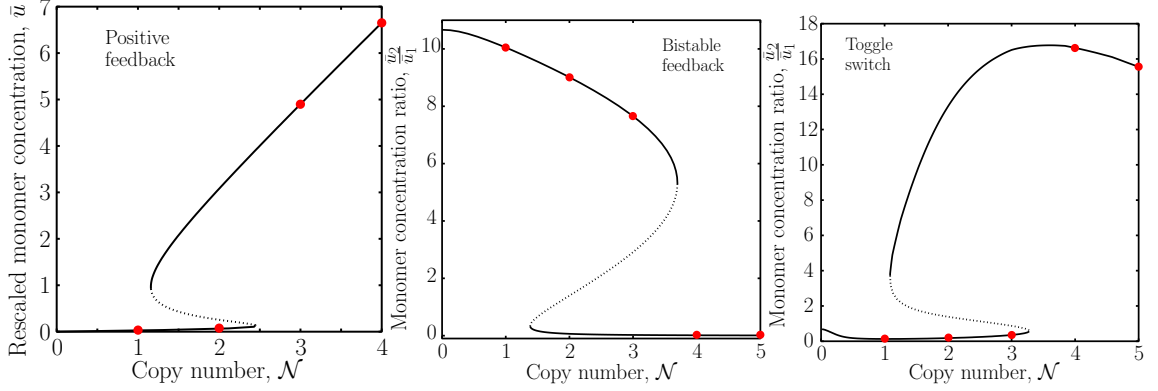 Rescaled monomer concentration, ū
7
6
5
4
3
2
1
0
Positive
feedback
0 1 2 3 4
Copy number, 𝒩
Monomer concentration ratio, ū₂/ū₁
10
8
6
4
2
0
Bistable
feedback
0 1 2 3 4 5
Copy number, 𝒩
Monomer concentration ratio, ū₂/ū₁
18
16
14
12
10
8
6
4
2
0
Toggle
switch
0 1 2 3 4 5
Copy number, 𝒩